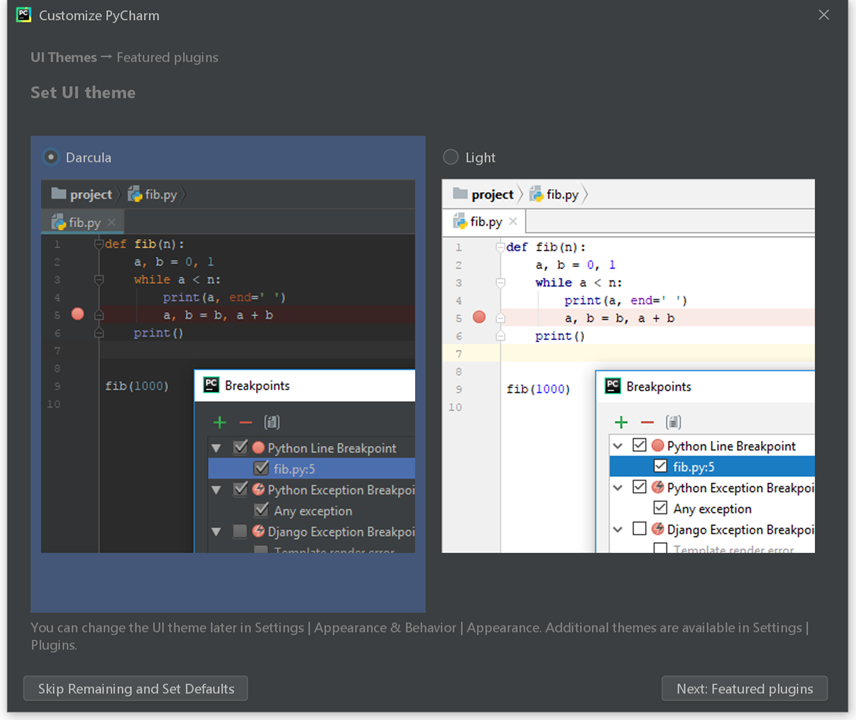 Customize PyCharm
UI Themes → Featured plugins
Set UI theme
Darcula
project
fib.py
fib.py
1 def fib(n):
2 a, b = 0, 1
3 while a < n:
4 print(a, end=' ')
5 a, b = b, a + b
6 print()
7
8
9 fib(1000)
10
Breakpoints
Python Line Breakpoint
fib.py:5
Python Exception Breakpoi
Any exception
Django Exception Breakpoi
Template render error
Light
project
fib.py
fib.py
1 def fib(n):
2 a, b = 0, 1
3 while a < n:
4 print(a, end=' ')
5 a, b = b, a + b
6 print()
7
8
9 fib(1000)
10
Breakpoints
Python Line Breakpoint
fib.py:5
Python Exception Breakpoi
Any exception
Django Exception Breakpoi
Template render error
You can change the UI theme later in Settings | Appearance & Behavior | Appearance. Additional themes are available in Settings |
Plugins.
Skip Remaining and Set Defaults
Next: Featured plugins